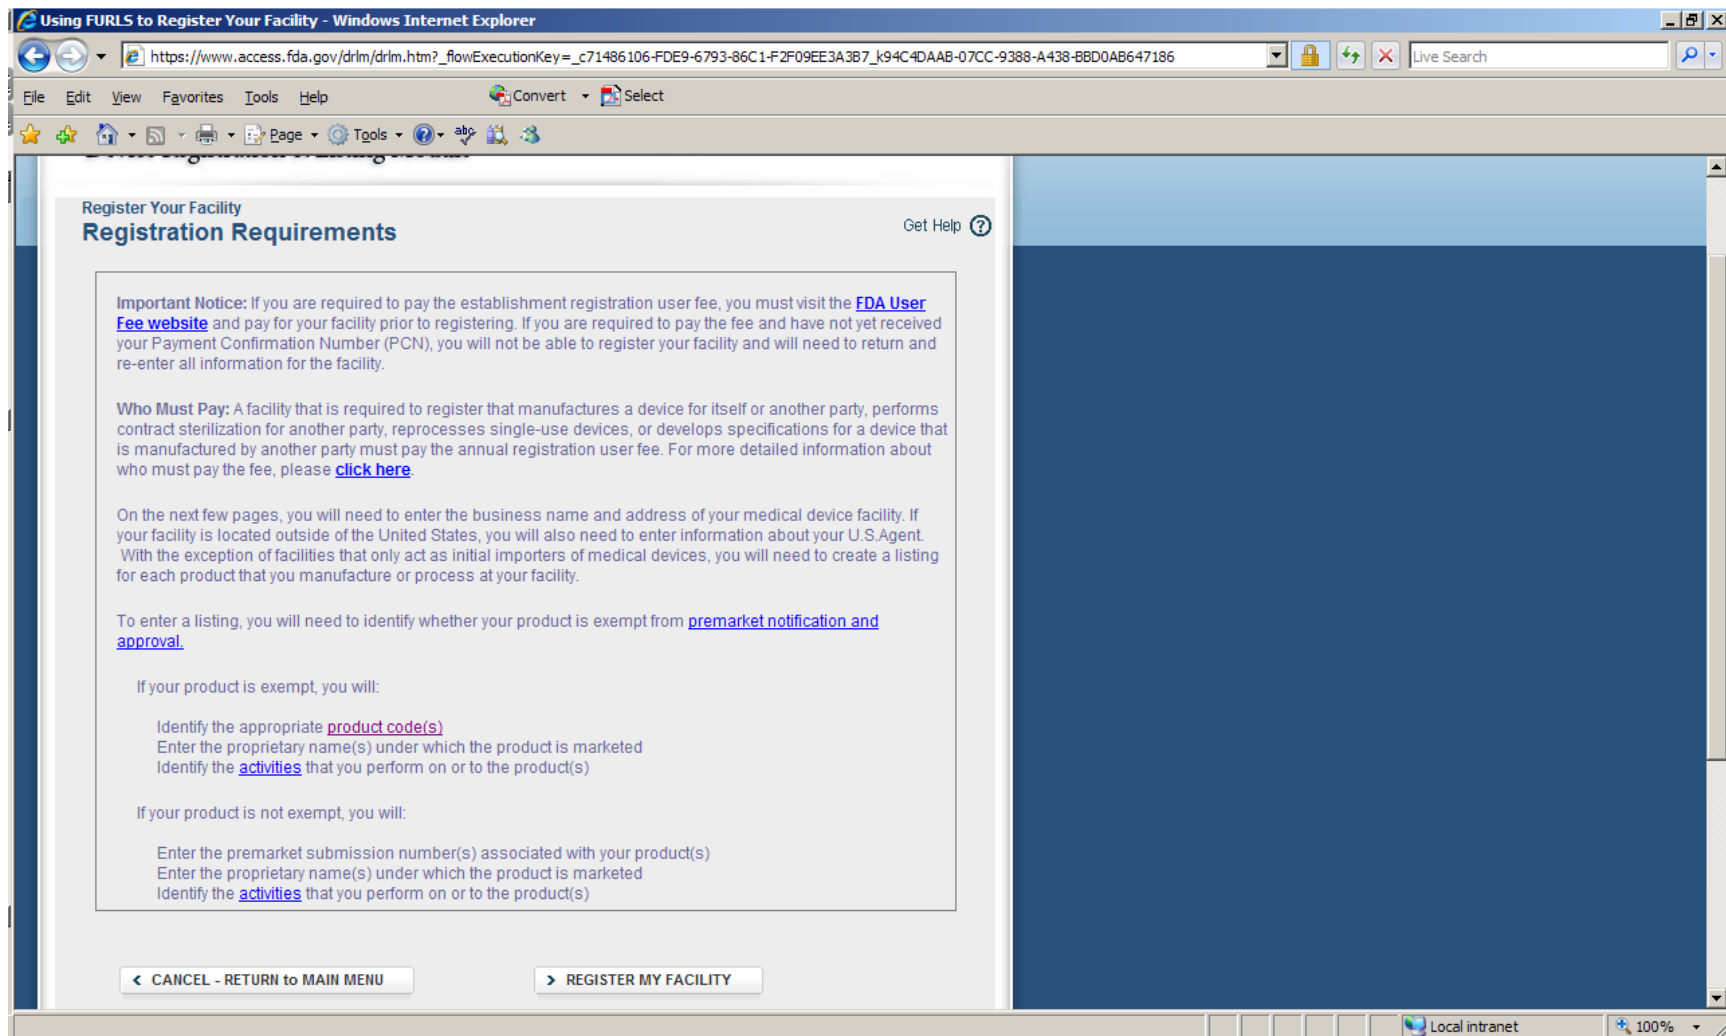 Using FURLS to Register Your Facility - Windows Internet Explorer
https://www.access.fda.gov/drlm/drlm.htm?_flowExecutionKey=_c71486106-FDE9-6793-86C1-F2F09EE3A3B7_k94C4DAAB-07CC-9388-A438-BBD0AB647186
Live Search
File Edit View Favorites Tools Help Convert Select
Page Tools
Device Registration & Listing Module
Register Your Facility
Registration Requirements
Get Help
Important Notice: If you are required to pay the establishment registration user fee, you must visit the FDA User
Fee website and pay for your facility prior to registering. If you are required to pay the fee and have not yet received
your Payment Confirmation Number (PCN), you will not be able to register your facility and will need to return and
re-enter all information for the facility.
Who Must Pay: A facility that is required to register that manufactures a device for itself or another party, performs
contract sterilization for another party, reprocesses single-use devices, or develops specifications for a device that
is manufactured by another party must pay the annual registration user fee. For more detailed information about
who must pay the fee, please click here.
On the next few pages, you will need to enter the business name and address of your medical device facility. If
your facility is located outside of the United States, you will also need to enter information about your U.S.Agent.
With the exception of facilities that only act as initial importers of medical devices, you will need to create a listing
for each product that you manufacture or process at your facility.
To enter a listing, you will need to identify whether your product is exempt from premarket notification and
approval.
If your product is exempt, you will:
Identify the appropriate product code(s)
Enter the proprietary name(s) under which the product is marketed
Identify the activities that you perform on or to the product(s)
If your product is not exempt, you will:
Enter the premarket submission number(s) associated with your product(s)
Enter the proprietary name(s) under which the product is marketed
Identify the activities that you perform on or to the product(s)
CANCEL - RETURN to MAIN MENU
REGISTER MY FACILITY
Local intranet
100%